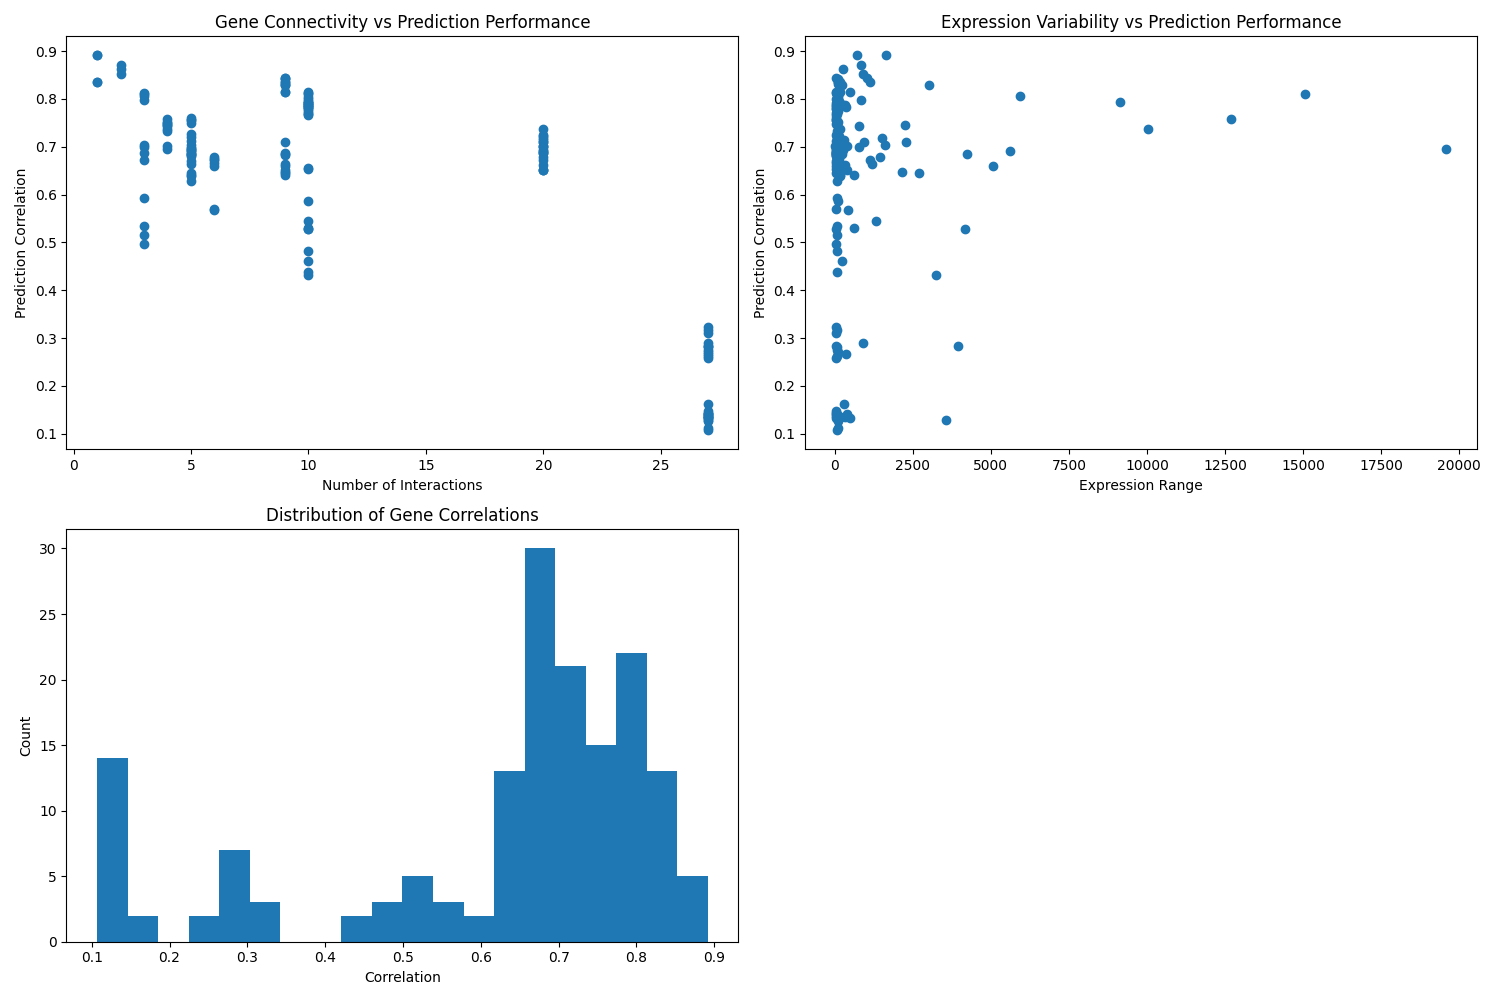 Gene Connectivity vs Prediction Performance
0.9
0.8
0.7
0.6
0.5
0.4
0.3
0.2
0.1
Prediction Correlation
0 5 10 15 20 25
Number of Interactions
Expression Variability vs Prediction Performance
0.9
0.8
0.7
0.6
0.5
0.4
0.3
0.2
0.1
Prediction Correlation
0 2500 5000 7500 10000 12500 15000 17500 20000
Expression Range
Distribution of Gene Correlations
30
25
20
15
10
5
0
Count
0.1 0.2 0.3 0.4 0.5 0.6 0.7 0.8 0.9
Correlation